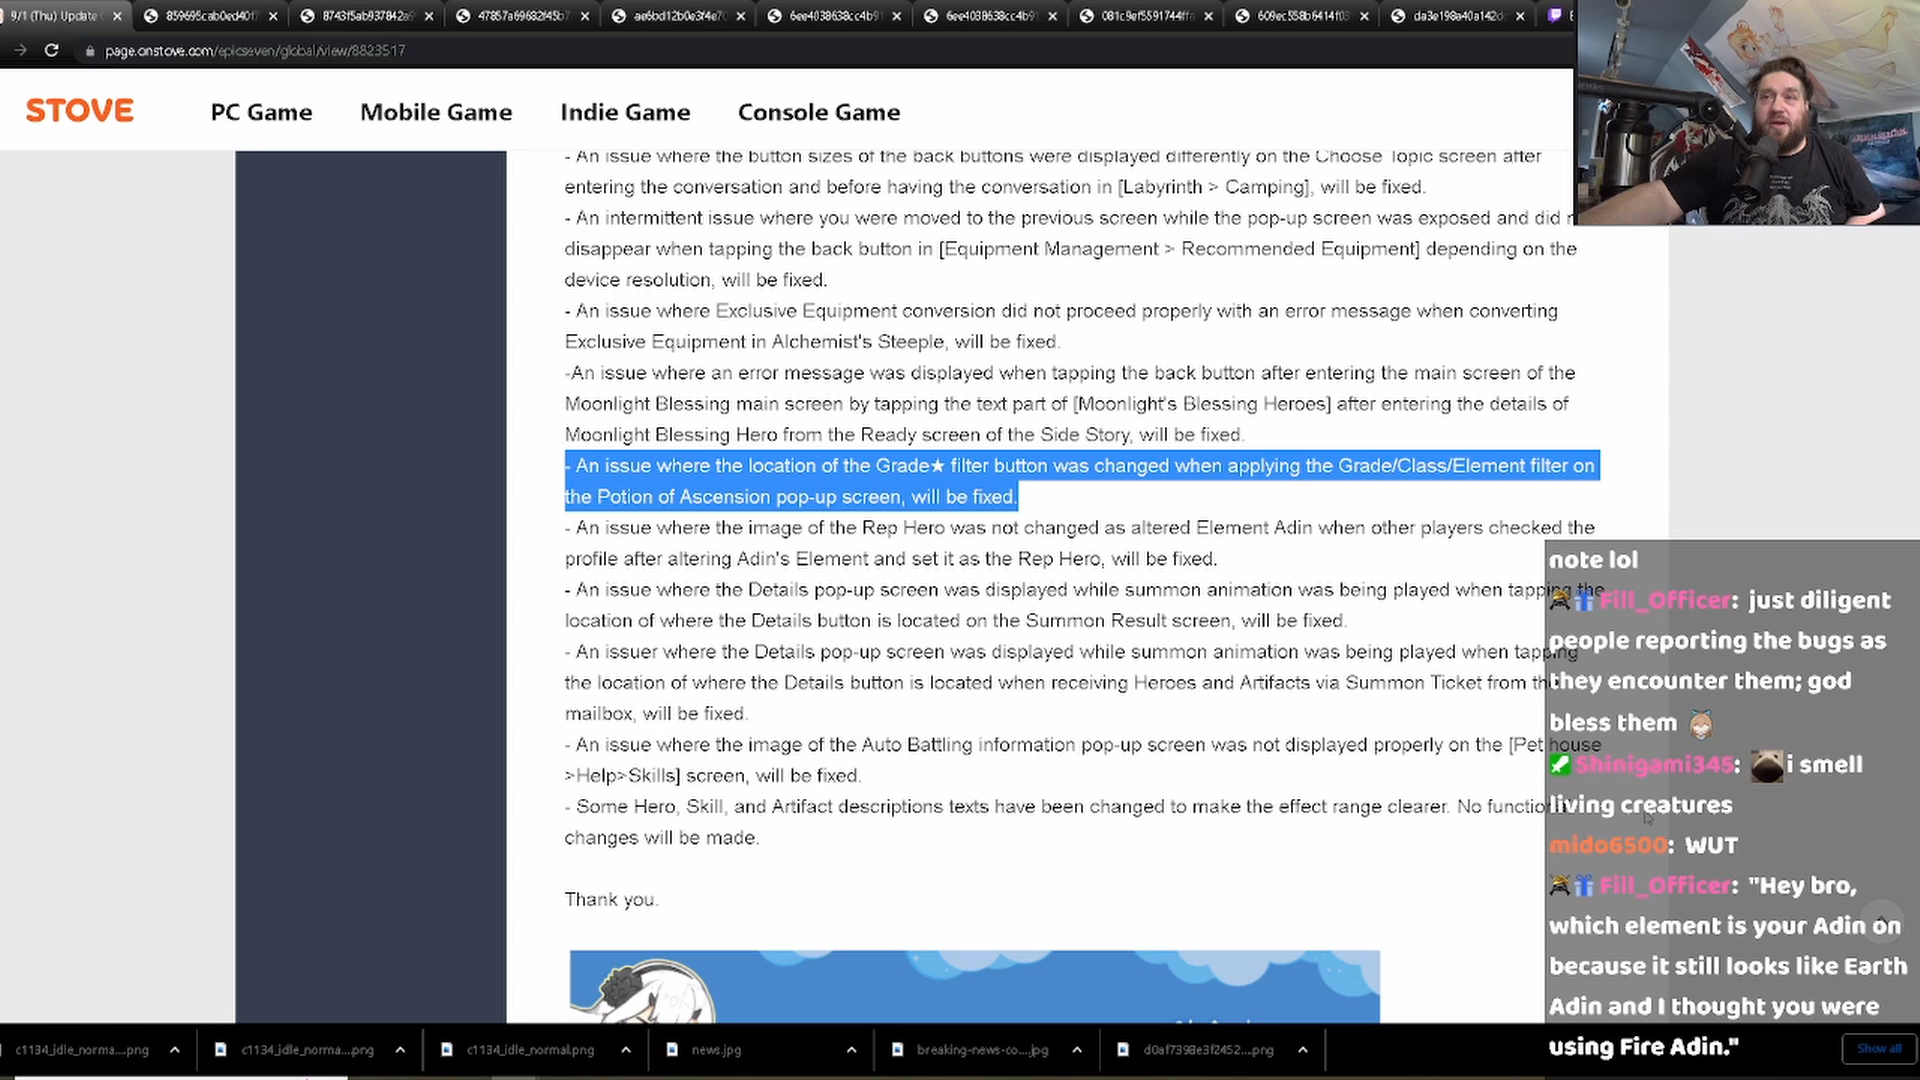 9/1 (Thu) Update
859695cab0ed40f
8743f5ab937842a9
47857a69682f45b7
ae6bd12b0e3f4e7
6ee4038638cc4b9
6ee4038638cc4b9
081c9ef5591744ff
609ec558b6414f03
da3e198a40a142d
page.onstove.com/epicseven/global/view/8823517
STOVE
PC Game
Mobile Game
Indie Game
Console Game
- An issue where the button sizes of the back buttons were displayed differently on the Choose Topic screen after
entering the conversation and before having the conversation in [Labyrinth > Camping], will be fixed.
- An intermittent issue where you were moved to the previous screen while the pop-up screen was exposed and did
disappear when tapping the back button in [Equipment Management > Recommended Equipment] depending on the
device resolution, will be fixed.
- An issue where Exclusive Equipment conversion did not proceed properly with an error message when converting
Exclusive Equipment in Alchemist's Steeple, will be fixed.
-An issue where an error message was displayed when tapping the back button after entering the main screen of the
Moonlight Blessing main screen by tapping the text part of [Moonlight's Blessing Heroes] after entering the details of
Moonlight Blessing Hero from the Ready screen of the Side Story, will be fixed.
- An issue where the location of the Grade★ filter button was changed when applying the Grade/Class/Element filter on
the Potion of Ascension pop-up screen, will be fixed.
- An issue where the image of the Rep Hero was not changed as altered Element Adin when other players checked the
profile after altering Adin's Element and set it as the Rep Hero, will be fixed.
- An issue where the Details pop-up screen was displayed while summon animation was being played when tapping the
location of where the Details button is located on the Summon Result screen, will be fixed.
- An issuer where the Details pop-up screen was displayed while summon animation was being played when tapping
the location of where the Details button is located when receiving Heroes and Artifacts via Summon Ticket from the
mailbox, will be fixed.
- An issue where the image of the Auto Battling information pop-up screen was not displayed properly on the [Pet house
>Help>Skills] screen, will be fixed.
- Some Hero, Skill, and Artifact descriptions texts have been changed to make the effect range clearer. No function
changes will be made.
Thank you.
note lol
Fill_Officer: just diligent
people reporting the bugs as
they encounter them; god
bless them
Shinigami345: i smell
living creatures
mido6500: WUT
Fill_Officer: "Hey bro,
which element is your Adin on
because it still looks like Earth
Adin and I thought you were
using Fire Adin."
c1134_idle_norma....png
c1134_idle_norma....png
c1134_idle_normal.png
news.jpg
breaking-news-co....jpg
d0af7398e3f2452....png
Show all